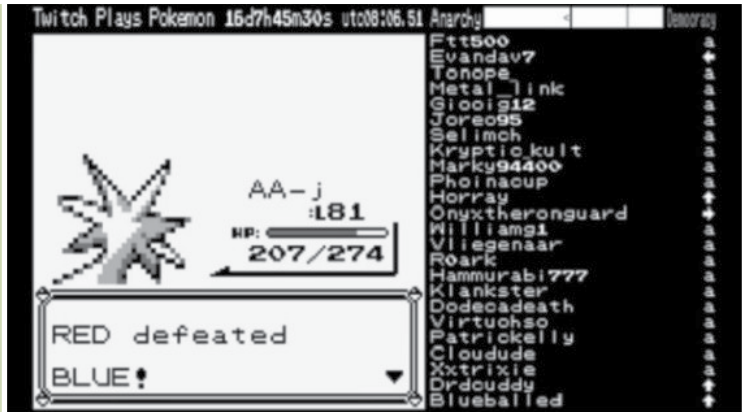 Twitch Plays Pokemon 16d7h45m30s utc08:06.51 Anarchy < Democracy
Ftt500 a
Evandav7 ←
Tonope a
Metal_link a
Giooig12 a
Joreo95 a
Selimch a
Kryptic_kult a
Marky94400 a
Phoinacup a
Horray ↑
Onyxtheronguard →
Williamg1 a
Vliegenaar a
R0ark a
Hammurabi777 a
Klankster a
Dodecadeath a
Virtuohso a
Patrickelly a
Cloudude a
Xxtrixie a
Drdcuddy ↑
Blueballed ↑
AA-j
:L81
HP:
207/274
RED defeated
BLUE! ▼